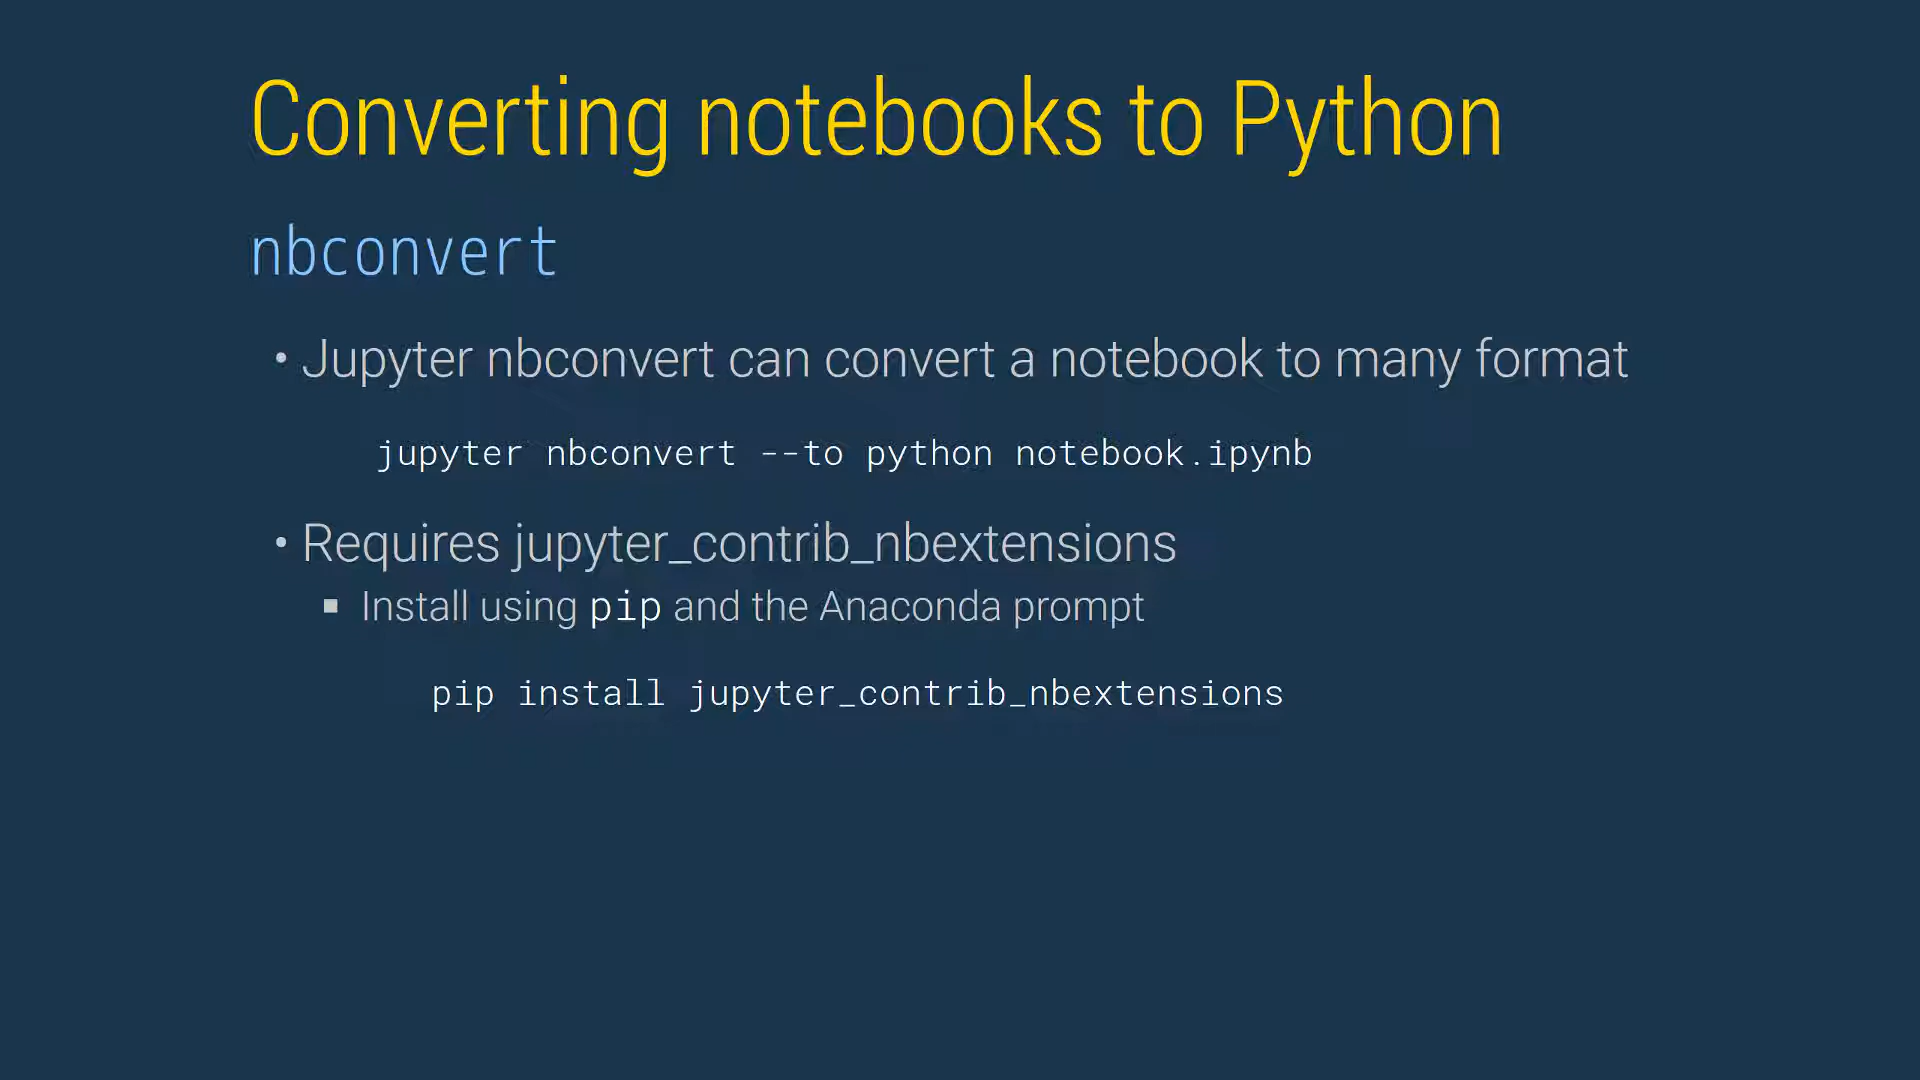 Converting notebooks to Python
nbconvert
• Jupyter nbconvert can convert a notebook to many format
jupyter nbconvert --to python notebook.ipynb
• Requires jupyter_contrib_nbextensions
▪ Install using pip and the Anaconda prompt
pip install jupyter_contrib_nbextensions